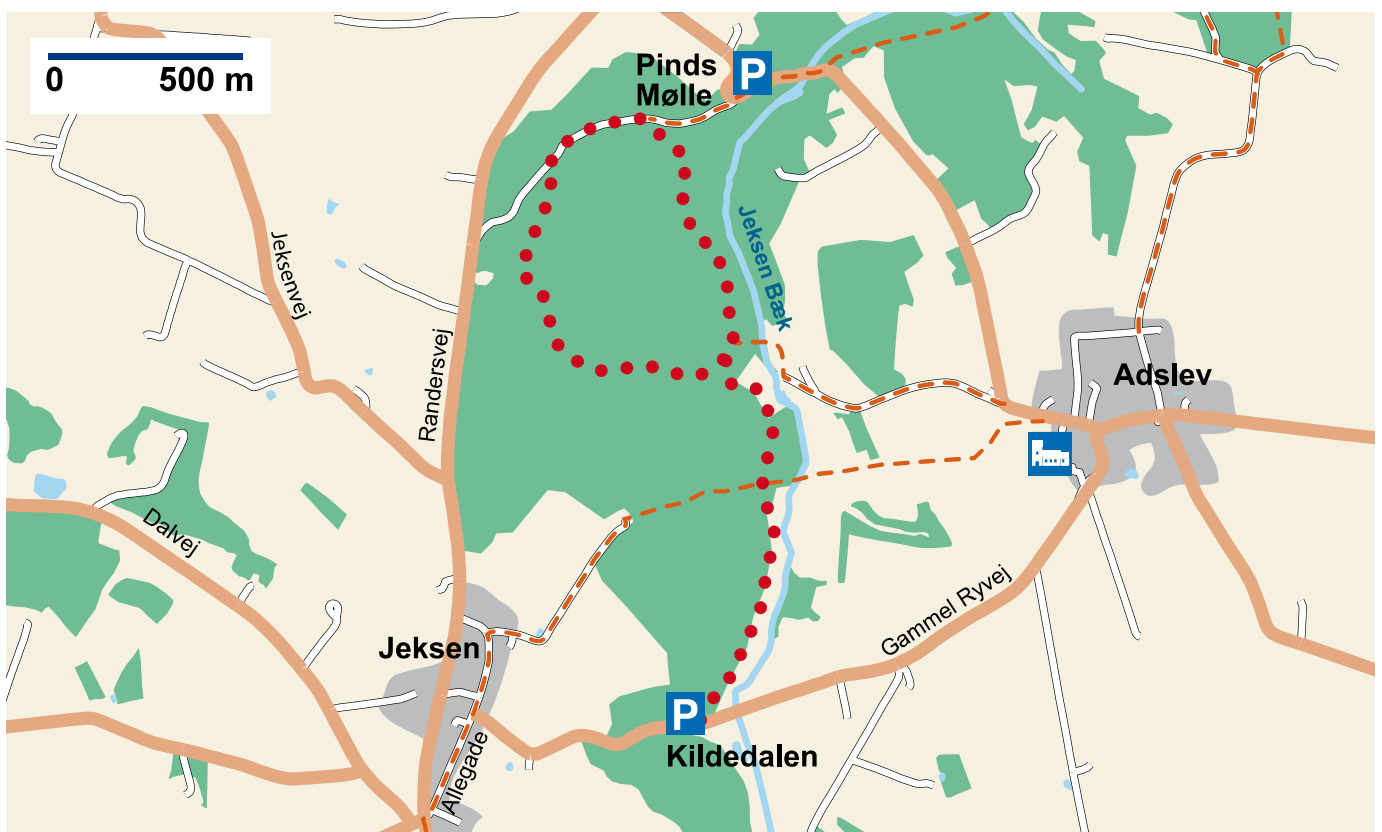 0 500 m
Pinds
Mølle
P
Jeksen Bæk
Jeksenvej
Randersvej
Adslev
Dalvej
Gammel Ryvej
Jeksen
P
Kildedalen
Allegade